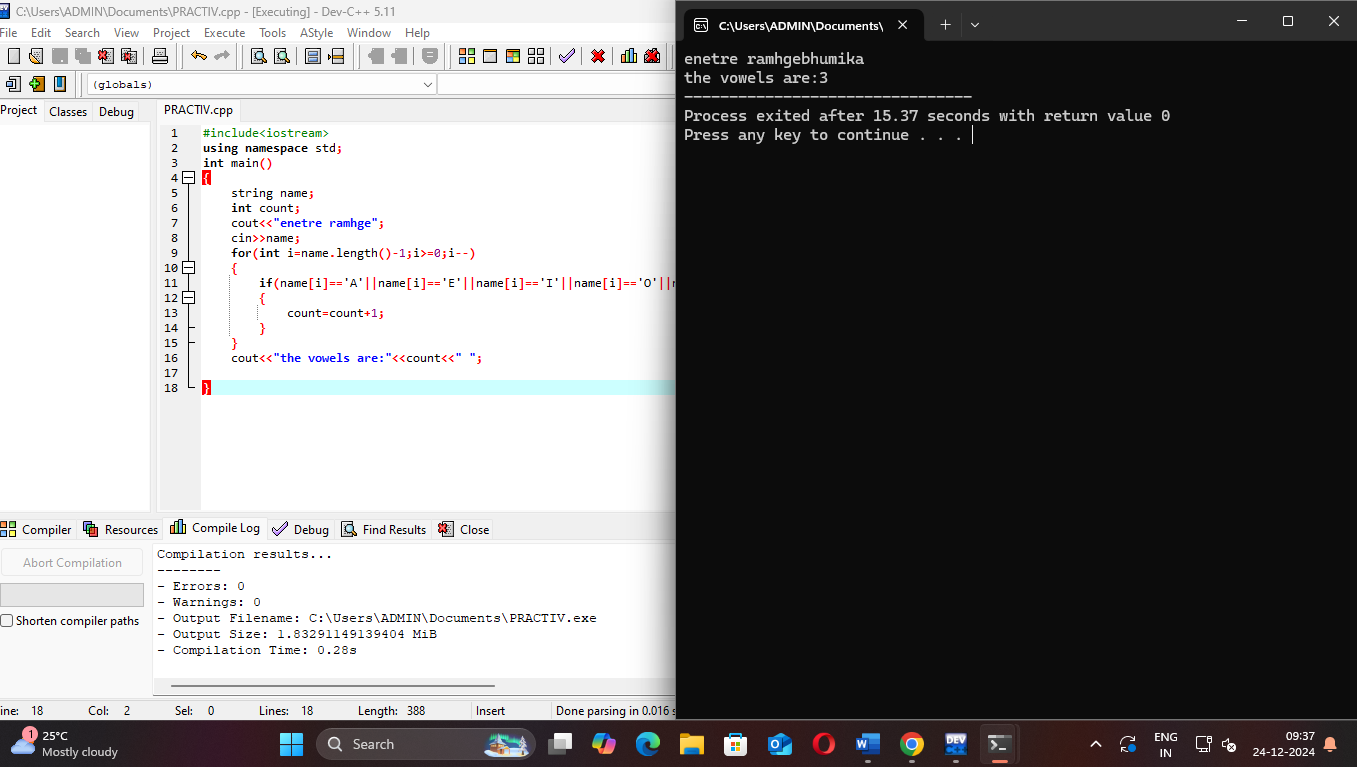 C:\Users\ADMIN\Documents\PRACTIV.cpp - [Executing] - Dev-C++ 5.11
File Edit Search View Project Execute Tools AStyle Window Help
(globals)
Project Classes Debug
PRACTIV.cpp
1 #include<iostream>
2 using namespace std;
3 int main()
4 {
5 string name;
6 int count;
7 cout<<"enetre ramhge";
8 cin>>name;
9 for(int i=name.length()-1;i>=0;i--)
10 {
11 if(name[i]=='A'||name[i]=='E'||name[i]=='I'||name[i]=='O'||
12 {
13 count=count+1;
14 }
15 }
16 cout<<"the vowels are:"<<count<<" ";
17
18 }
Compiler Resources Compile Log Debug Find Results Close
Abort Compilation
Shorten compiler paths
Compilation results...
--------
- Errors: 0
- Warnings: 0
- Output Filename: C:\Users\ADMIN\Documents\PRACTIV.exe
- Output Size: 1.83291149139404 MiB
- Compilation Time: 0.28s
ine: 18 Col: 2 Sel: 0 Lines: 18 Length: 388 Insert Done parsing in 0.016 s
C:\Users\ADMIN\Documents\
enetre ramhgebhumika
the vowels are:3
--------------------------------
Process exited after 15.37 seconds with return value 0
Press any key to continue . . .
1
25°C
Mostly cloudy
Search
DEV
ENG
IN
09:37
24-12-2024